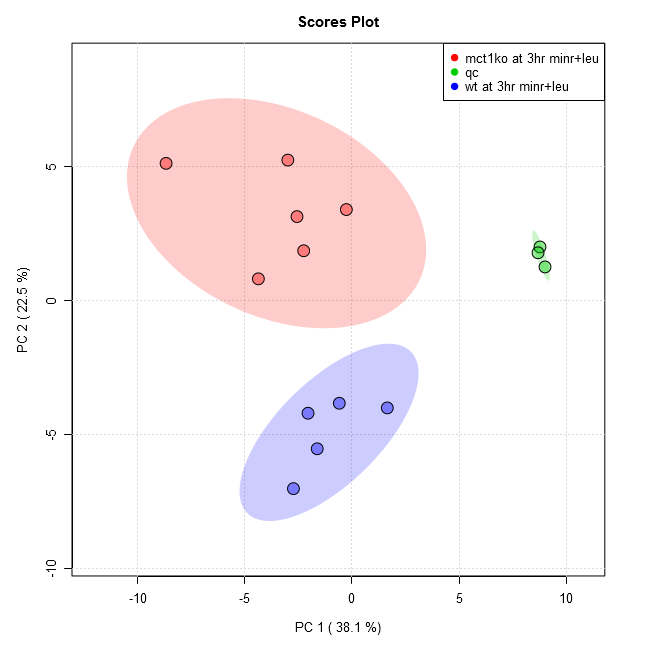 Scores Plot
mct1ko at 3hr minr+leu
qc
wt at 3hr minr+leu
5
0
-5
-10
PC 2 ( 22.5 %)
-10
-5
0
5
10
PC 1 ( 38.1 %)